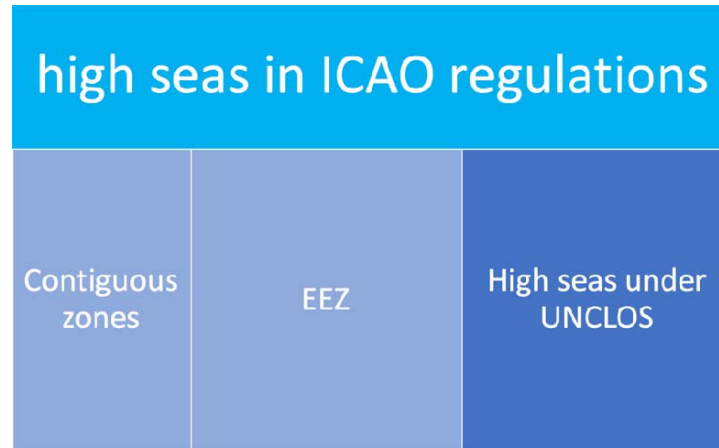 high seas in ICAO regulations
Contiguous
zones
EEZ
High seas under
UNCLOS